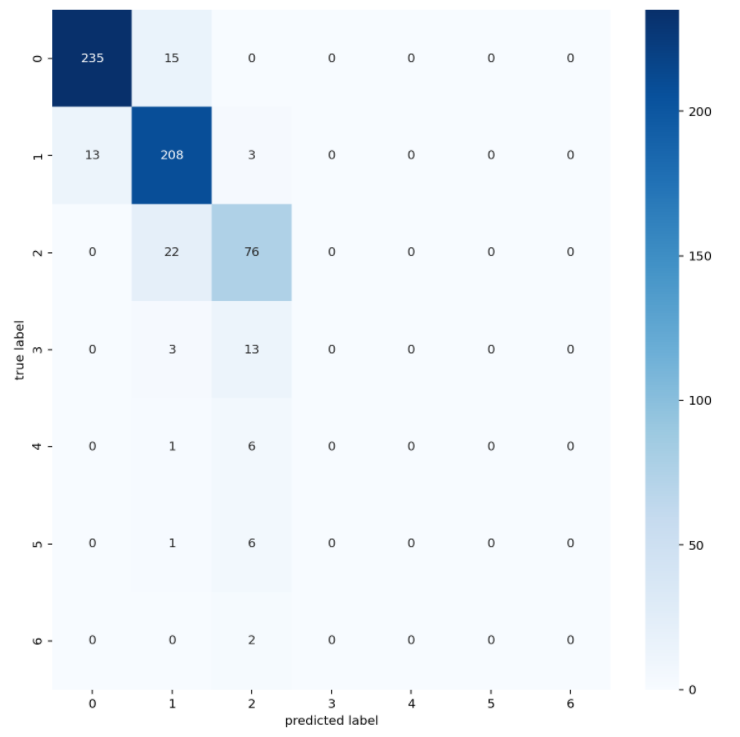 0 235 15 0 0 0 0 0
1 13 208 3 0 0 0 0
2 0 22 76 0 0 0 0
3 0 3 13 0 0 0 0
4 0 1 6 0 0 0 0
5 0 1 6 0 0 0 0
6 0 0 2 0 0 0 0
0 1 2 3 4 5 6
predicted label
true label
200
150
100
50
0